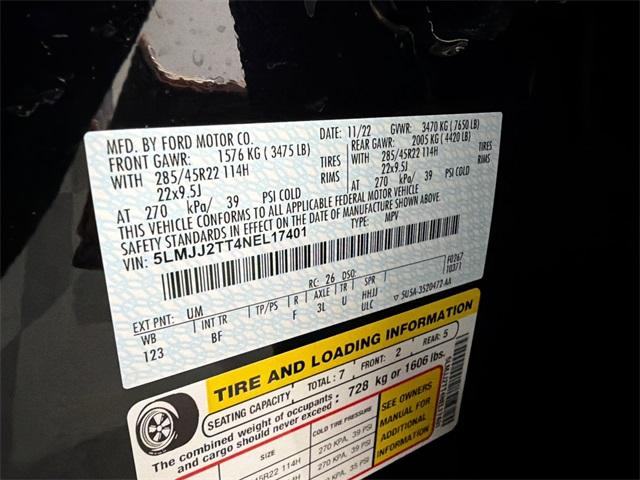 MFD. BY FORD MOTOR CO.
DATE: 11/22 GVWR: 3470 KG (7650 LB)
FRONT GAWR: 1576 KG (3475 LB) REAR GAWR: 2005 KG (4420 LB)
WITH 285/45R22 114H TIRES WITH 285/45R22 114H TIRES
22x9.5J RIMS 22x9.5J RIMS
AT 270 kPa/ 39 PSI COLD AT 270 kPa/ 39 PSI COLD
THIS VEHICLE CONFORMS TO ALL APPLICABLE FEDERAL MOTOR VEHICLE
SAFETY STANDARDS IN EFFECT ON THE DATE OF MANUFACTURE SHOWN ABOVE.
VIN: 5LMJJ2TT4NEL17401 TYPE: MPV
F0267
10371
EXT PNT: UM RC: 26 DSO:
WB INT TR TP/PS R AXLE TR SPR
123 BF F 3L U HHJJ
ULC ▽ 5U5A-3520472-AA
TIRE AND LOADING INFORMATION
SEATING CAPACITY TOTAL: 7 FRONT: 2 REAR: 5
The combined weight of occupants
and cargo should never exceed: 728 kg or 1606 lbs.
SIZE COLD TIRE PRESSURE
45R22 114H 270 KPA, 39 PSI
270 KPA, 39 PSI
SEE OWNERS
MANUAL FOR
ADDITIONAL
INFORMATION